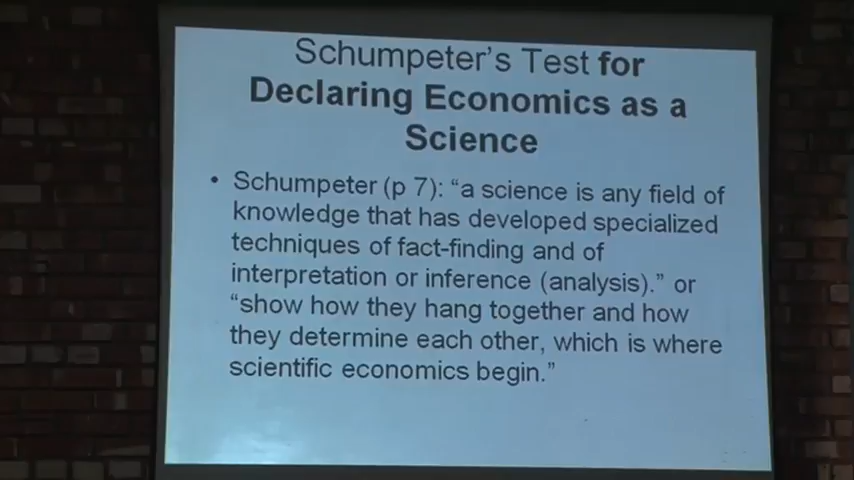 Schumpeter's Test for
Declaring Economics as a
Science
• Schumpeter (p 7): “a science is any field of
knowledge that has developed specialized
techniques of fact-finding and of
interpretation or inference (analysis).” or
“show how they hang together and how
they determine each other, which is where
scientific economics begin.”